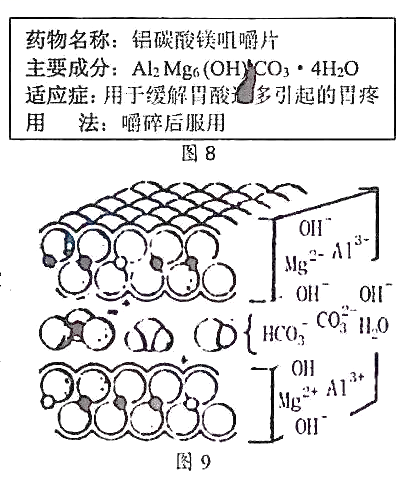 药物名称：铝碳酸镁咀嚼片
主要成分：Al₂Mg₆(OH) CO₃·4H₂O
适应症：用于缓解胃酸过多引起的胃疼
用 法：嚼碎后服用
图 8
OH⁻
Mg²⁻ Al³⁻
OH⁻ OH⁻
HCO₃⁻ CO₃²⁻ H₂O
OH
Mg²⁺ Al³⁺
OH⁻
图 9